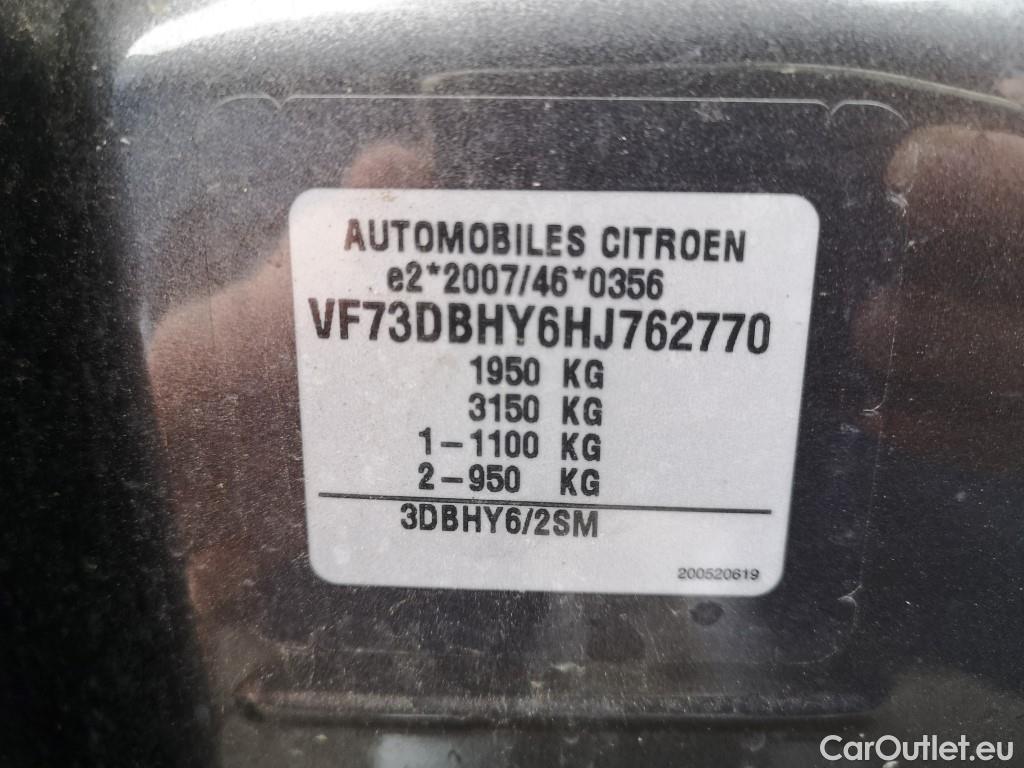 AUTOMOBILES CITROEN
e2*2007/46*0356
VF73DBHY6HJ762770
1950 KG
3150 KG
1-1100 KG
2-950 KG
3DBHY6/2SM
200520619
CarOutlet.eu